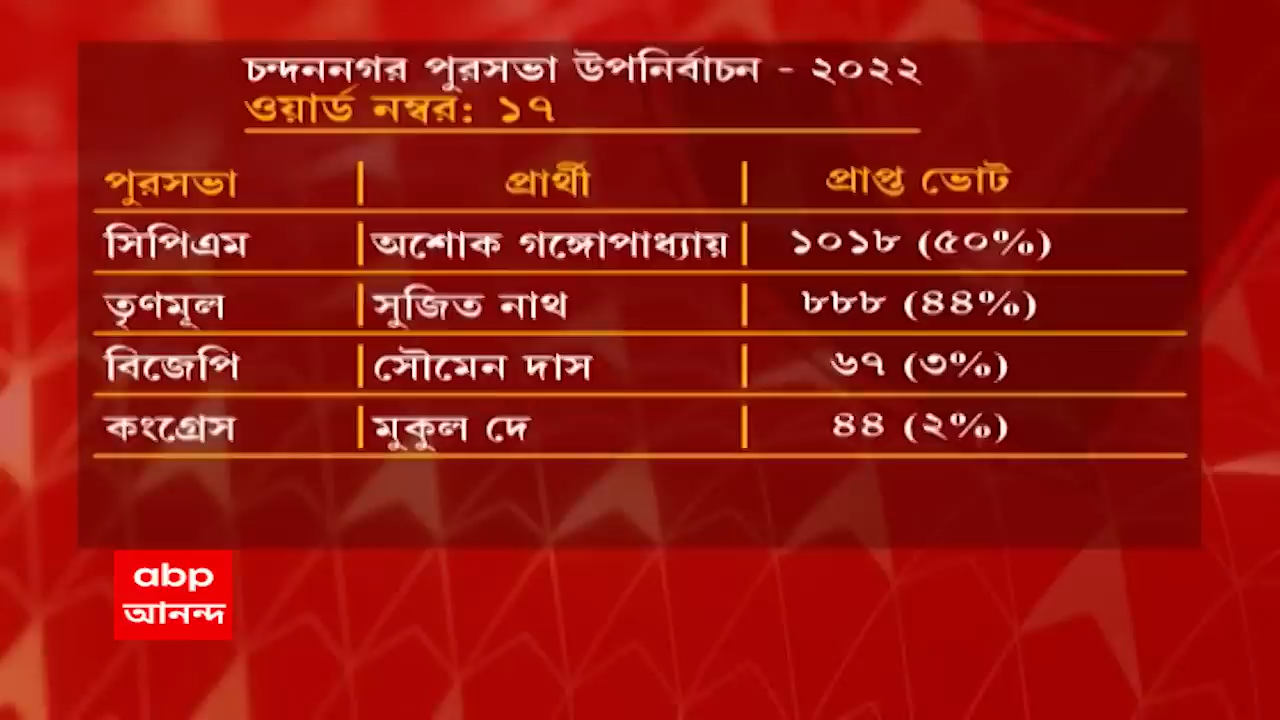 চন্দননগর পুরসভা উপনির্বাচন - ২০২২
ওয়ার্ড নম্বর: ১৭
পুরসভা | প্রার্থী | প্রাপ্ত ভোট
সিপিএম | অশোক গঙ্গোপাধ্যায় | ১০১৮ (৫০%)
তৃণমূল | সুজিত নাথ | ৮৮৮ (৪৪%)
বিজেপি | সৌমেন দাস | ৬৭ (৩%)
কংগ্রেস | মুকুল দে | ৪৪ (২%)
abp
আনন্দ